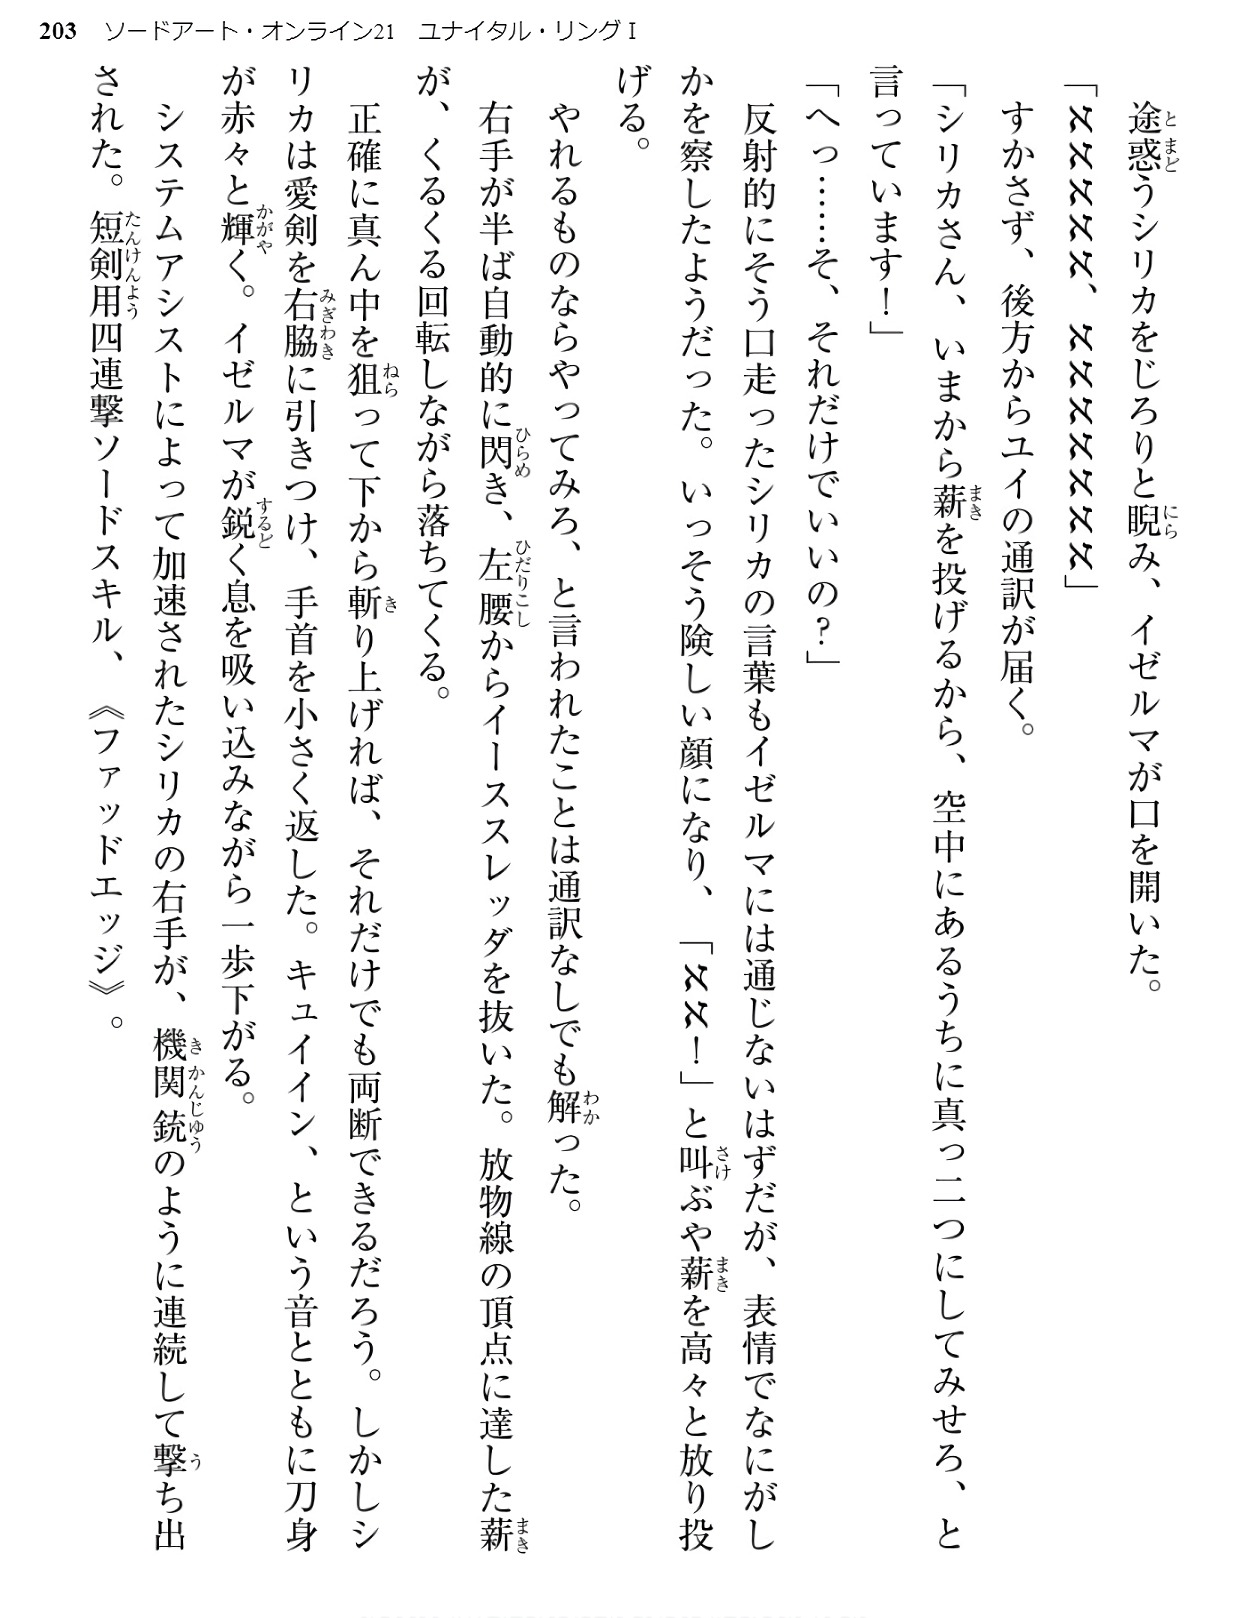 203 ソードアート・オンライン21 ユナイタル・リングⅠ
途惑うシリカをじろりと睨み、イゼルマが口を開いた。
「אאאאאא、אאאאאאא」
すかさず、後方からユイの通訳が届く。
「シリカさん、いまから薪を投げるから、空中にあるうちに真っ二つにしてみせろ、と
言っています！」
「へっ……そ、それだけでいいの？」
反射的にそう口走ったシリカの言葉もイゼルマには通じないはずだが、表情でなにがし
かを察したようだった。いっそう険しい顔になり、「אא！」と叫ぶや薪を高々と放り投
げる。
やれるものならやってみろ、と言われたことは通訳なしでも解った。
右手が半ば自動的に閃き、左腰からイーススレッダを抜いた。放物線の頂点に達した薪
が、くるくる回転しながら落ちてくる。
正確に真ん中を狙って下から斬り上げれば、それだけでも両断できるだろう。しかしシ
リカは愛剣を右脇に引きつけ、手首を小さく返した。キュイイン、という音とともに刀身
が赤々と輝く。イゼルマが鋭く息を吸い込みながら一歩下がる。
システムアシストによって加速されたシリカの右手が、機関銃のように連続して撃ち出
された。短剣用四連撃ソードスキル、《ファッドエッジ》。